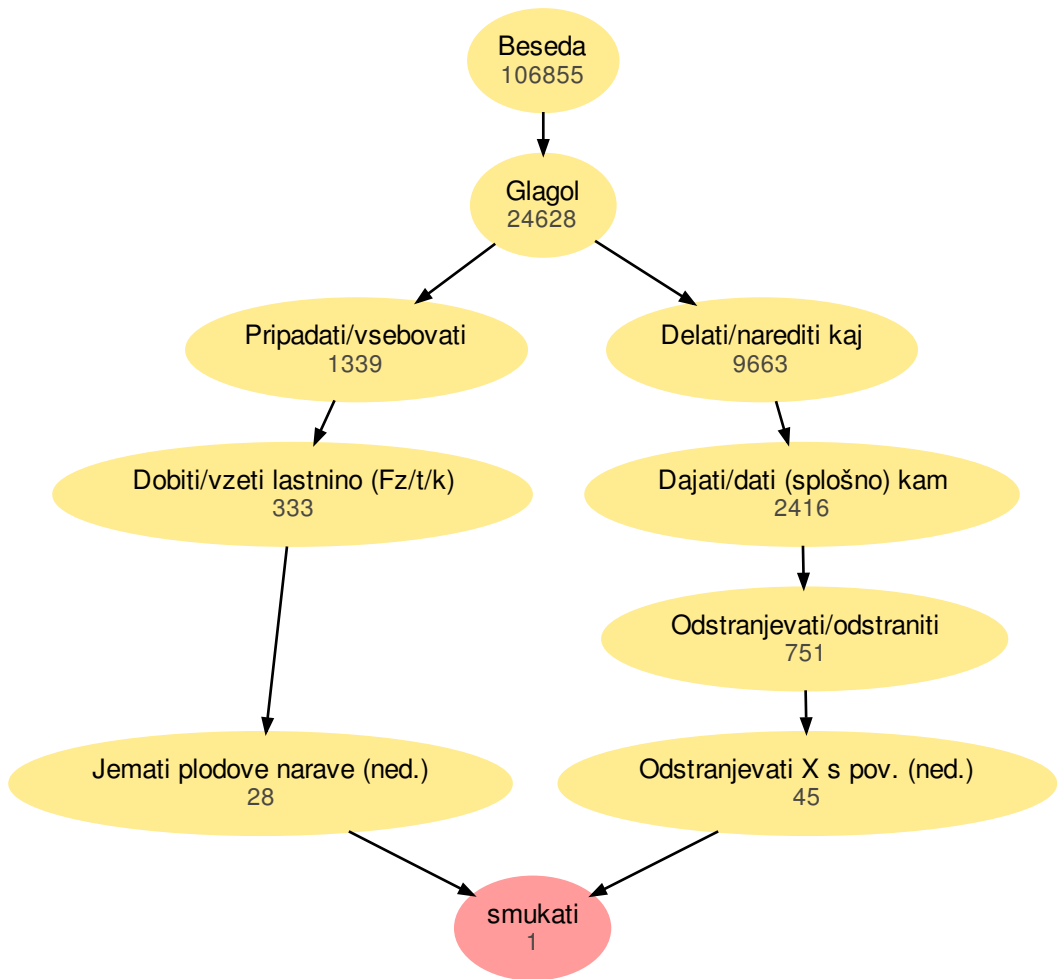 Beseda
106855
Glagol
24628
Pripadati/vsebovati
1339
Delati/narediti kaj
9663
Dobiti/vzeti lastnino (Fz/t/k)
333
Dajati/dati (splošno) kam
2416
Odstranjevati/odstraniti
751
Jemati plodove narave (ned.)
28
Odstranjevati X s pov. (ned.)
45
smukati
1